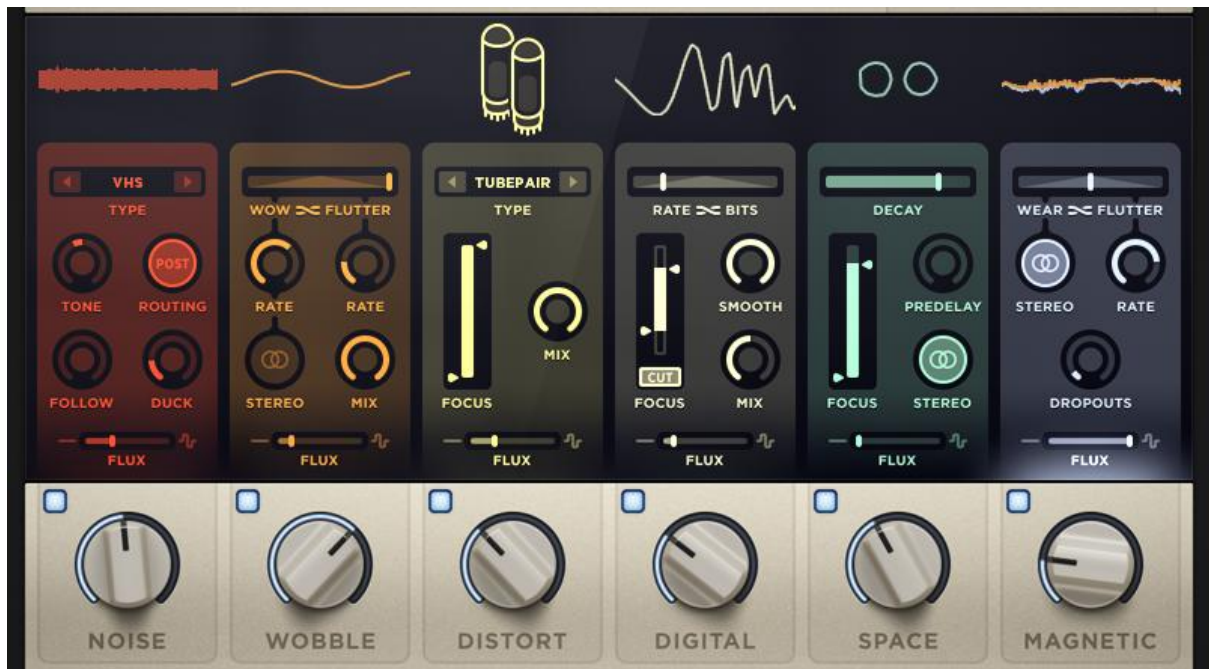 VHS
TYPE
TONE
ROUTING
POST
FOLLOW
DUCK
FLUX
WOW FLUTTER
RATE
RATE
STEREO
MIX
FLUX
TUBEPAIR
TYPE
FOCUS
MIX
FLUX
RATE BITS
SMOOTH
CUT
FOCUS
MIX
FLUX
DECAY
PREDELAY
FOCUS
STEREO
FLUX
WEAR FLUTTER
STEREO
RATE
DROPOUTS
FLUX
NOISE
WOBBLE
DISTORT
DIGITAL
SPACE
MAGNETIC